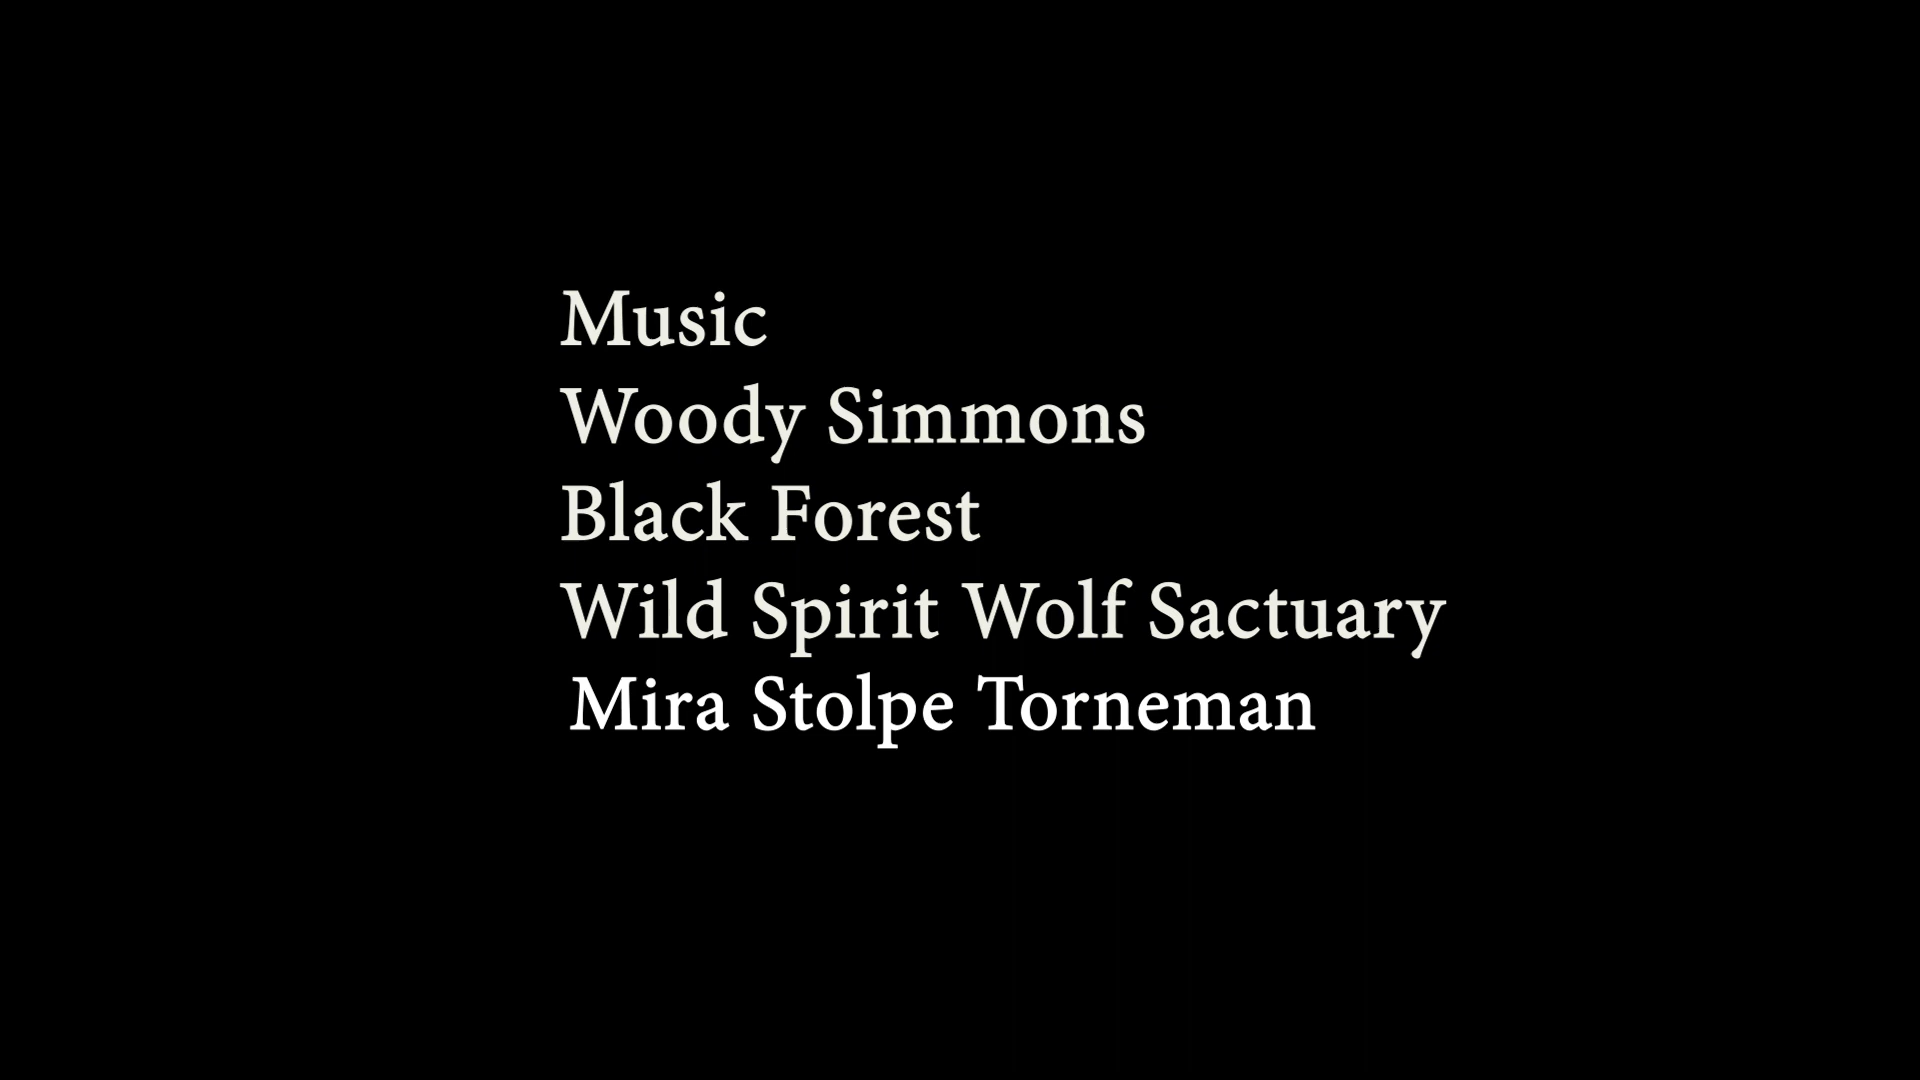 Music
Woody Simmons
Black Forest
Wild Spirit Wolf Sactuary
Mira Stolpe Torneman